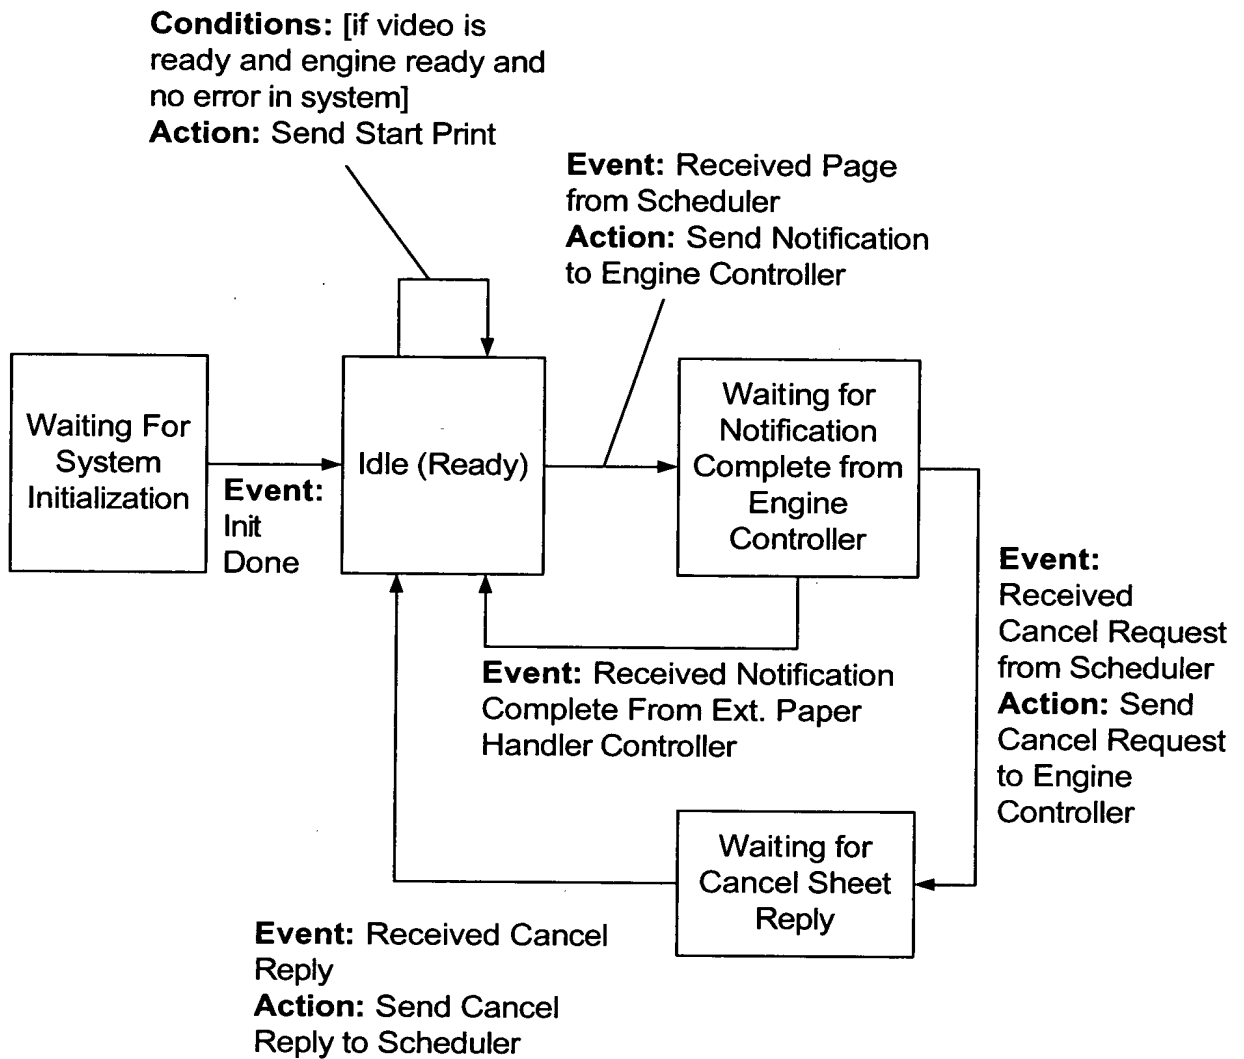 Conditions: [if video is
ready and engine ready and
no error in system]
Action: Send Start Print
Event: Received Page
from Scheduler
Action: Send Notification
to Engine Controller
Waiting For
System
Initialization
Event:
Init
Done
Idle (Ready)
Waiting for
Notification
Complete from
Engine
Controller
Event:
Received
Cancel Request
from Scheduler
Action: Send
Cancel Request
to Engine
Controller
Event: Received Notification
Complete From Ext. Paper
Handler Controller
Waiting for
Cancel Sheet
Reply
Event: Received Cancel
Reply
Action: Send Cancel
Reply to Scheduler